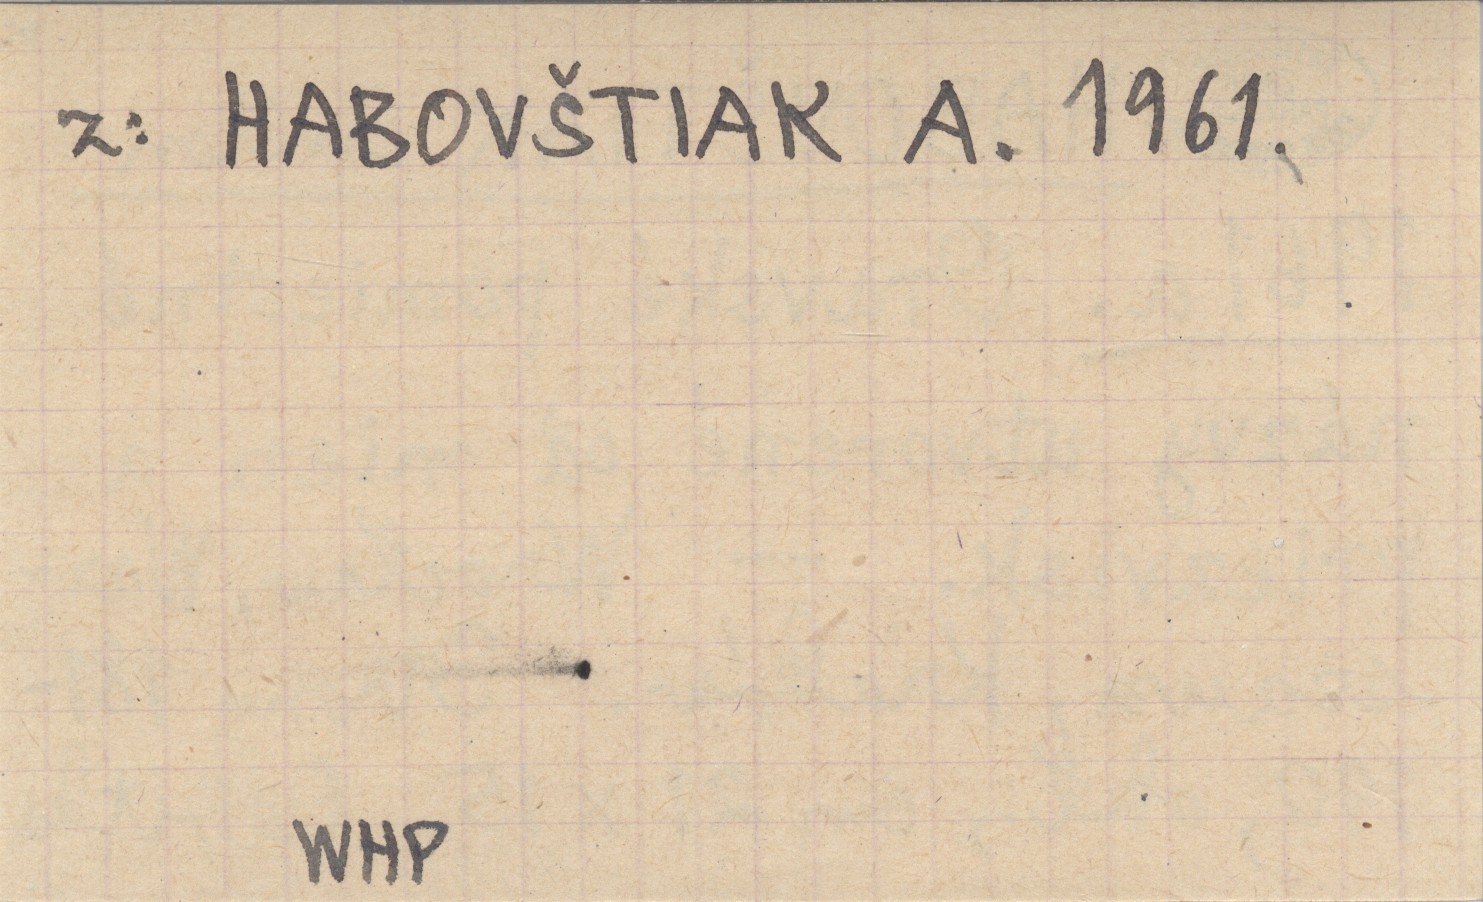 z: HABOVŠTIAK A. 1961.
WHP